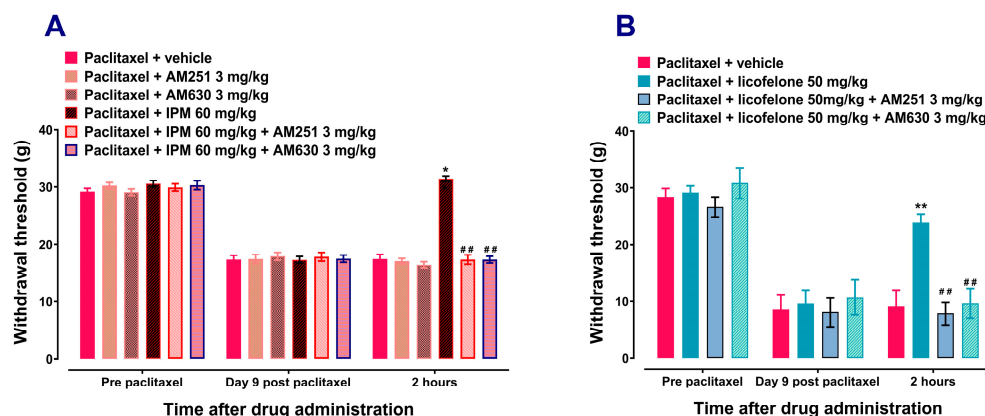 A
Paclitaxel + vehicle
Paclitaxel + AM251 3 mg/kg
Paclitaxel + AM630 3 mg/kg
Paclitaxel + IPM 60 mg/kg
Paclitaxel + IPM 60 mg/kg + AM251 3 mg/kg
Paclitaxel + IPM 60 mg/kg + AM630 3 mg/kg
Withdrawal threshold (g)
40
30
20
10
0
*
##
##
Pre paclitaxel
Day 9 post paclitaxel
2 hours
Time after drug administration
B
Paclitaxel + vehicle
Paclitaxel + licofelone 50 mg/kg
Paclitaxel + licofelone 50mg/kg + AM251 3 mg/kg
Paclitaxel + licofelone 50 mg/kg + AM630 3 mg/kg
Withdrawal threshold (g)
40
30
20
10
0
**
##
##
Pre paclitaxel
Day 9 post paclitaxel
2 hours
Time after drug administration